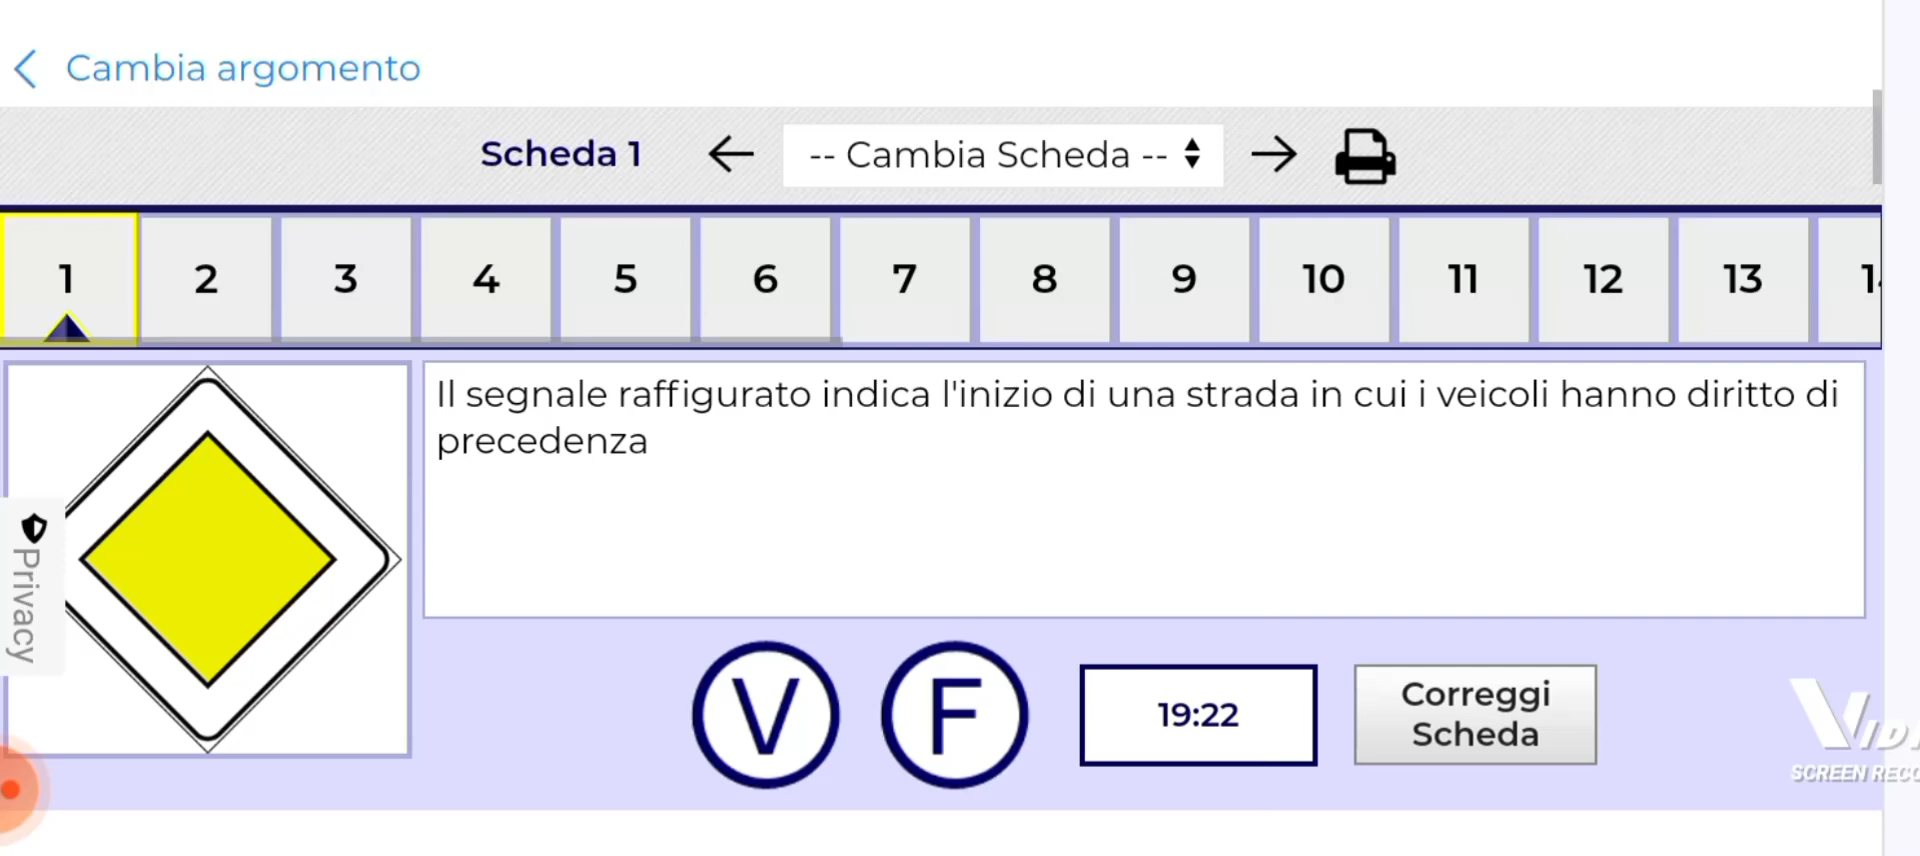 Cambia argomento
Scheda 1
-- Cambia Scheda --
1 2 3 4 5 6 7 8 9 10 11 12 13
Il segnale raffigurato indica l'inizio di una strada in cui i veicoli hanno diritto di
precedenza
Privacy
V F
19:22
Correggi
Scheda
SCREEN